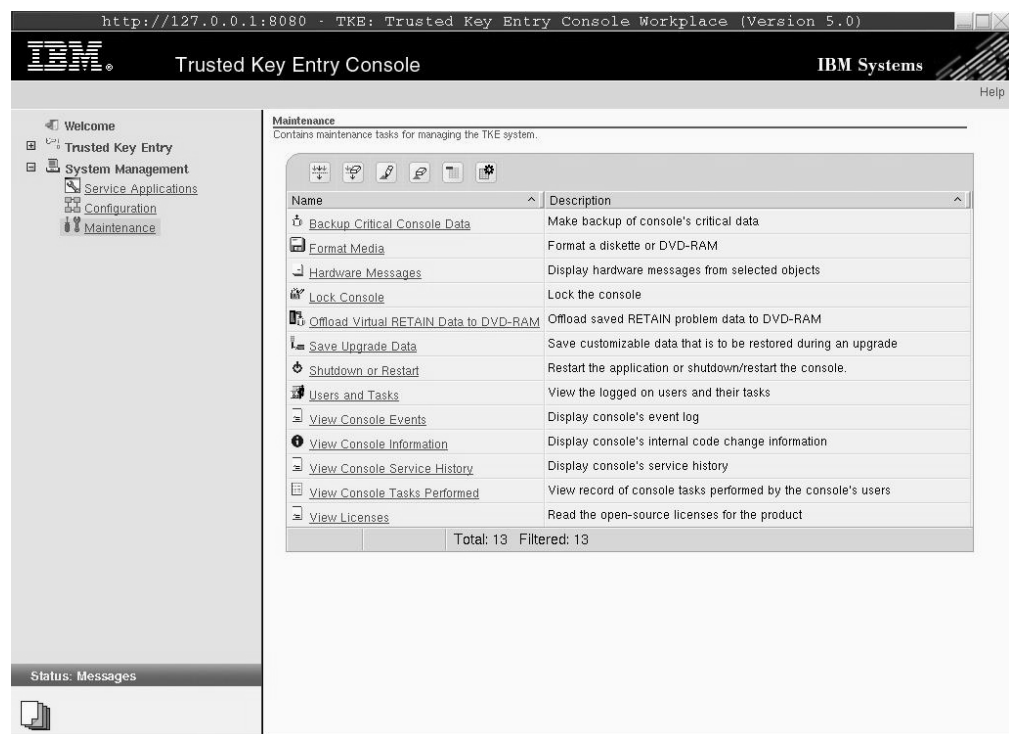 http://127.0.0.1:8080 - TKE: Trusted Key Entry Console Workplace (Version 5.0)
IBM®
Trusted Key Entry Console
IBM Systems
Help
Welcome
Trusted Key Entry
System Management
Service Applications
Configuration
Maintenance
Maintenance
Contains maintenance tasks for managing the TKE system.
Name ^ Description ^
Backup Critical Console Data Make backup of console's critical data
Format Media Format a diskette or DVD-RAM
Hardware Messages Display hardware messages from selected objects
Lock Console Lock the console
Offload Virtual RETAIN Data to DVD-RAM Offload saved RETAIN problem data to DVD-RAM
Save Upgrade Data Save customizable data that is to be restored during an upgrade
Shutdown or Restart Restart the application or shutdown/restart the console.
Users and Tasks View the logged on users and their tasks
View Console Events Display console's event log
View Console Information Display console's internal code change information
View Console Service History Display console's service history
View Console Tasks Performed View record of console tasks performed by the console's users
View Licenses Read the open-source licenses for the product
Total: 13 Filtered: 13
Status: Messages